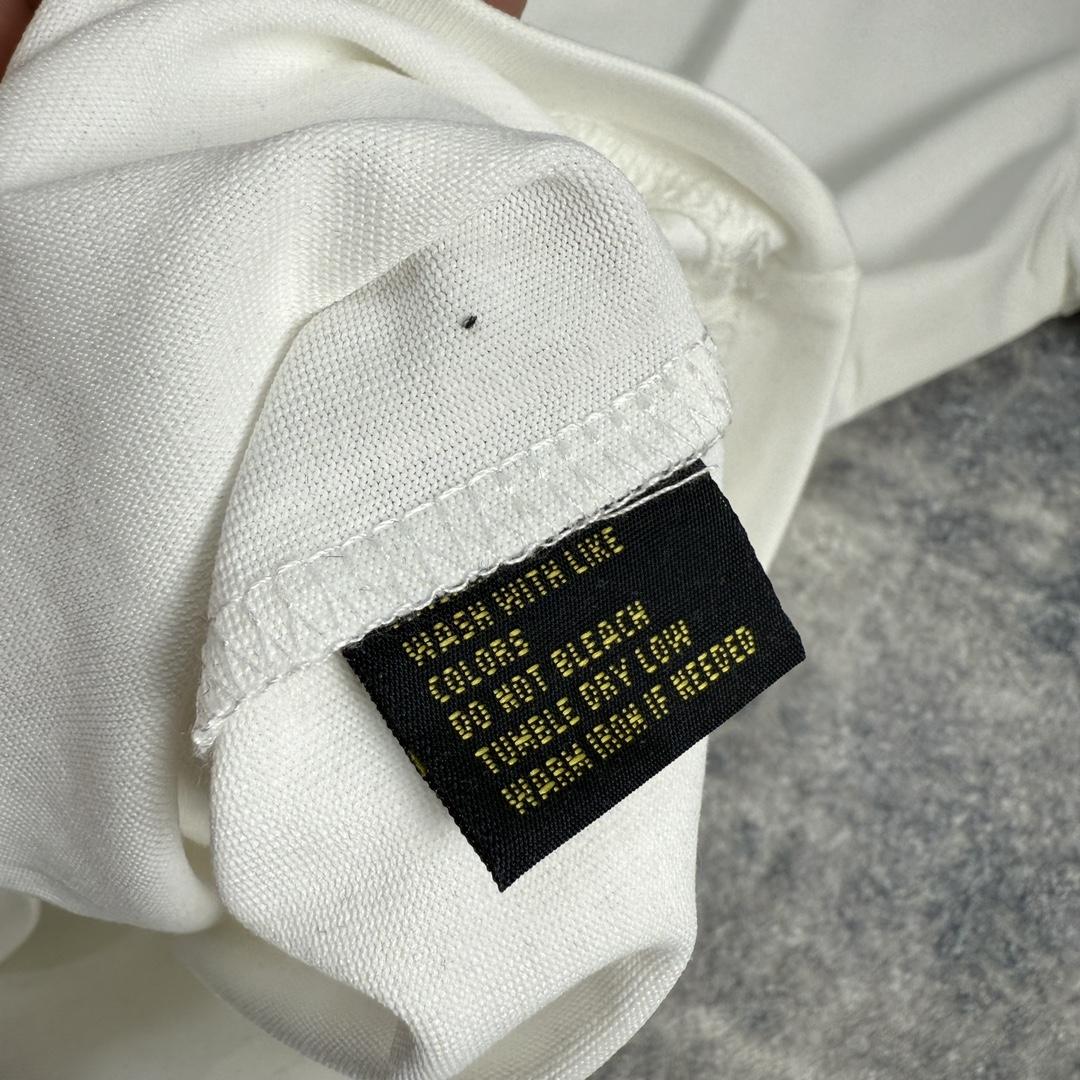 WASH WITH LIKE
COLORS
DO NOT BLEACH
TUMBLE DRY LOW
WARM IRON IF NEEDED